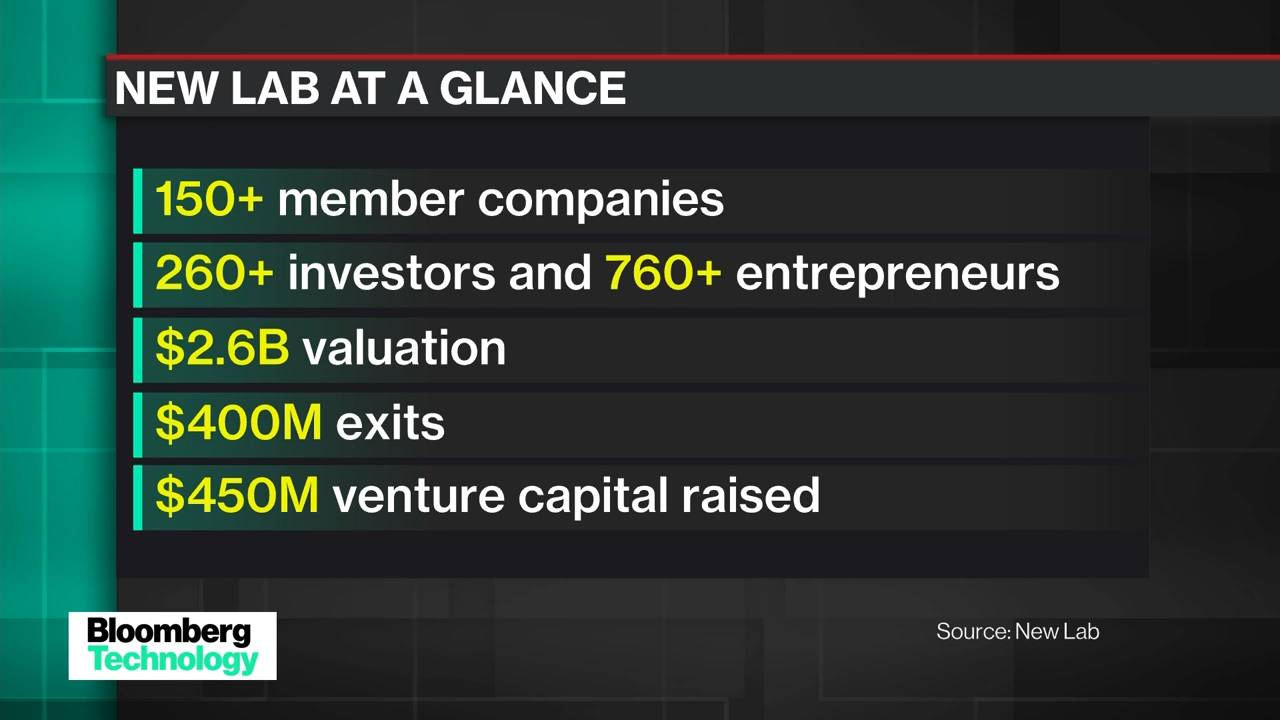 NEW LAB AT A GLANCE
150+ member companies
260+ investors and 760+ entrepreneurs
$2.6B valuation
$400M exits
$450M venture capital raised
Bloomberg
Technology
Source: New Lab